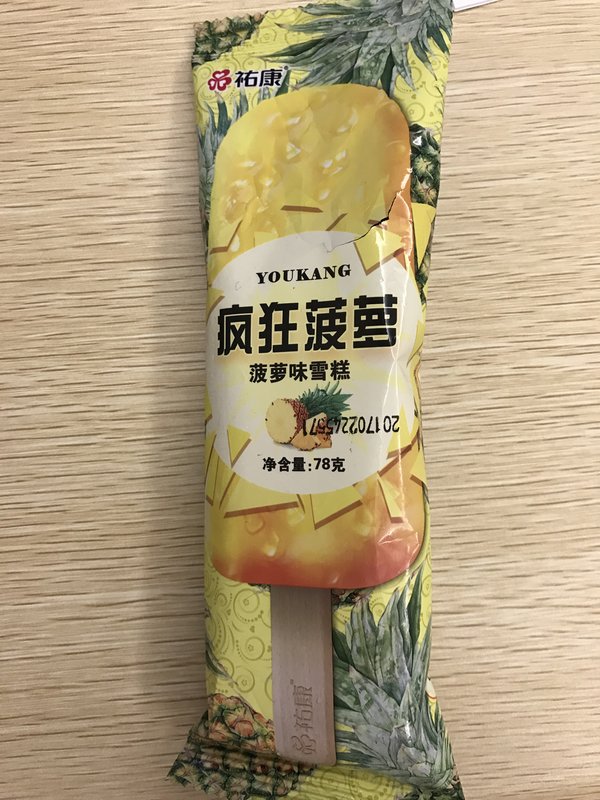 祐康
YOUKANG
疯狂菠萝
菠萝味雪糕
20170224S571
净含量:78克
祐康